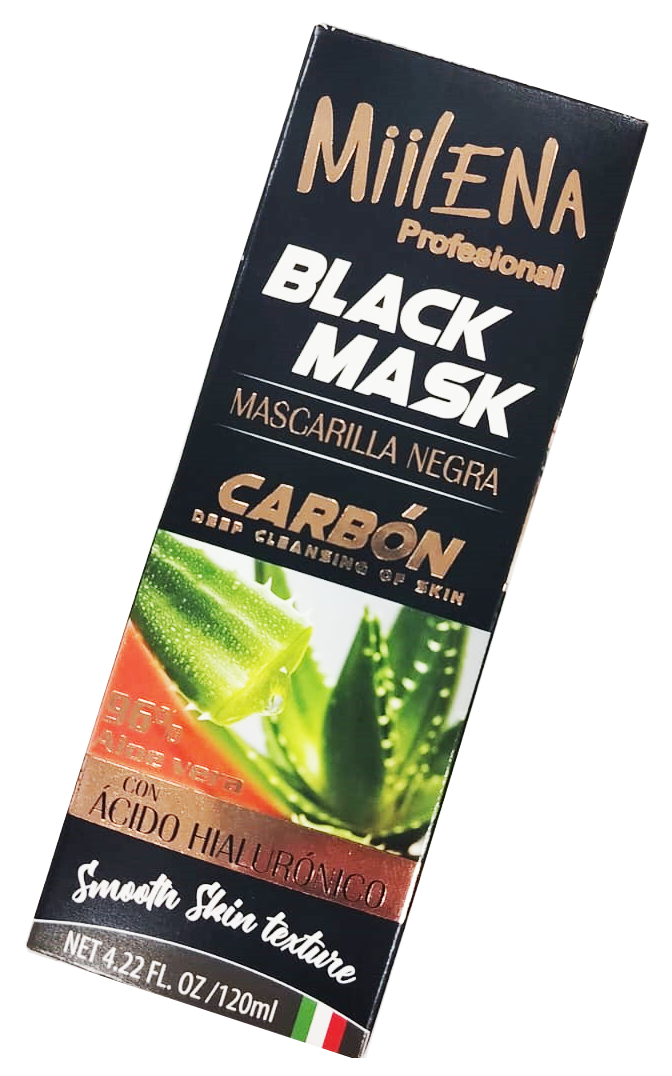 MiilENA
Profesional
BLACK
MASK
MASCARILLA NEGRA
CARBÓN
DEEP CLEANSING OF SKIN
96%
Aloe vera
CON
ÁCIDO HIALURÓNICO
Smooth Skin texture
NET 4.22 FL. OZ /120ml